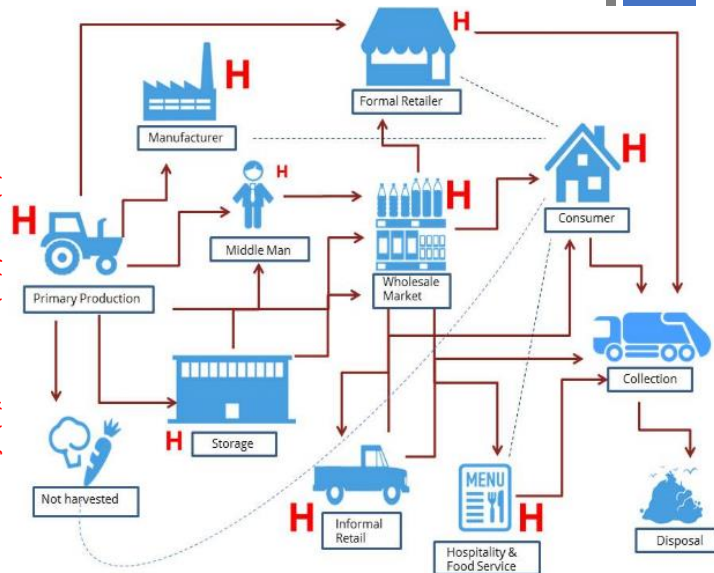 H
Formal Retailer
H
Manufacturer
H
Middle Man
H
Wholesale
Market
H
Consumer
H
Primary Production
H
Storage
Collection
Not harvested
H
Informal
Retail
MENU
H
Hospitality &
Food Service
Disposal